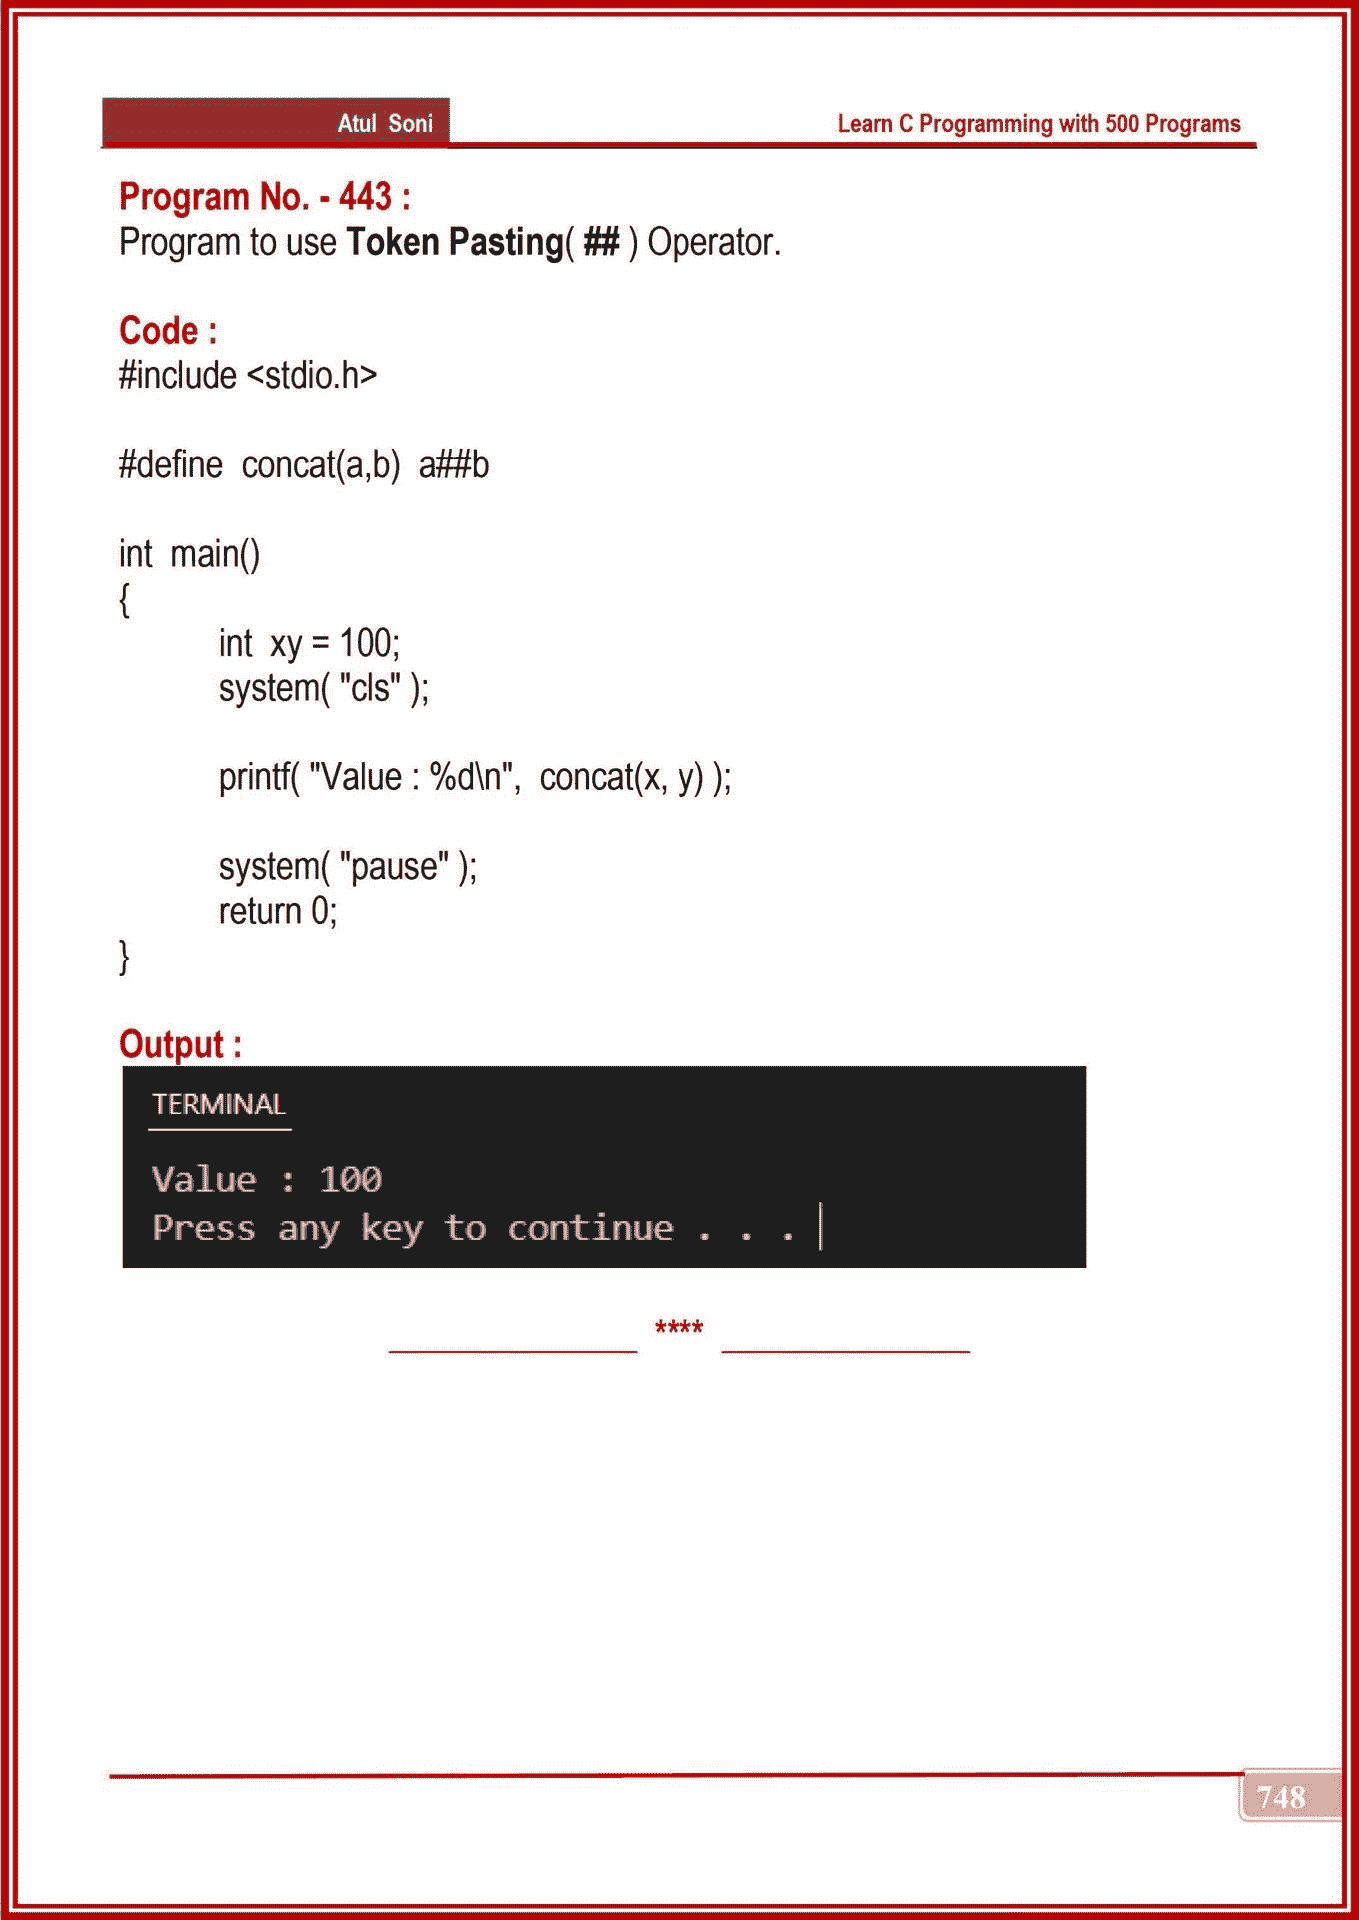 Atul Soni
Learn C Programming with 500 Programs
Program No. - 443 :
Program to use Token Pasting( ## ) Operator.
Code :
#include <stdio.h>
#define concat(a,b) a##b
int main()
{
int xy = 100;
system( "cls" );
printf( "Value : %d\n", concat(x, y) );
system( "pause" );
return 0;
}
Output :
TERMINAL
Value : 100
Press any key to continue . . .
****
748